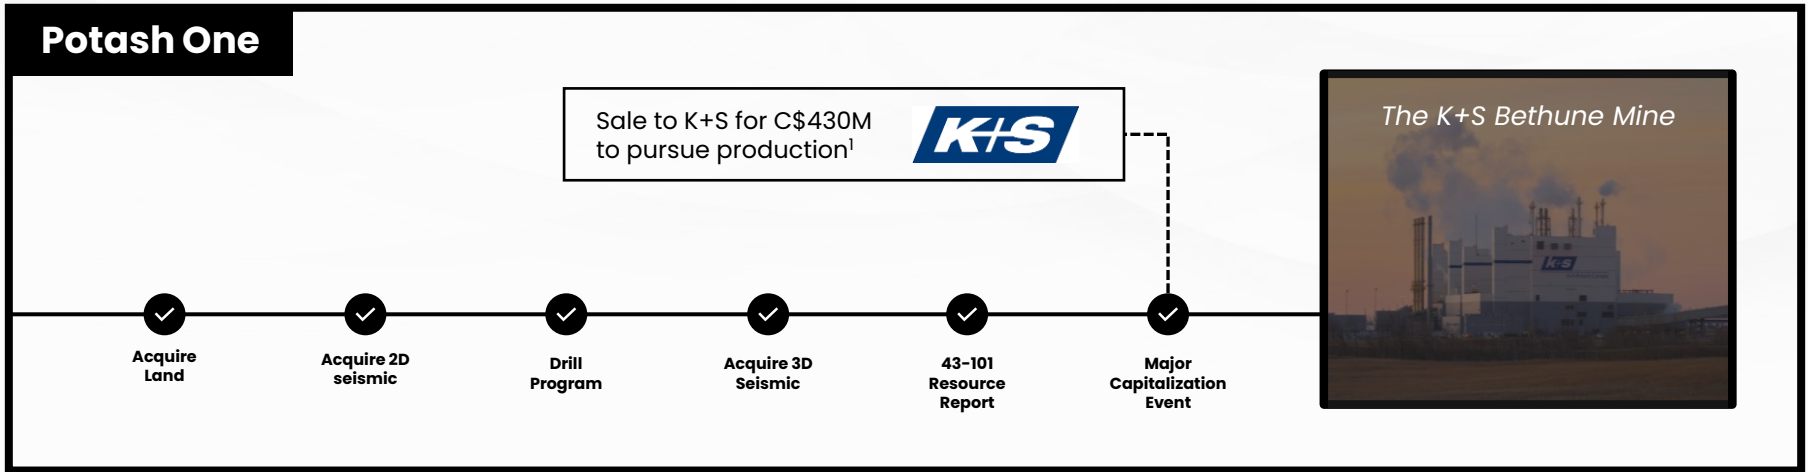 Potash One
Sale to K+S for C$430M
to pursue production¹
K+S
The K+S Bethune Mine
K+S
Acquire
Land
Acquire 2D
seismic
Drill
Program
Acquire 3D
Seismic
43-101
Resource
Report
Major
Capitalization
Event